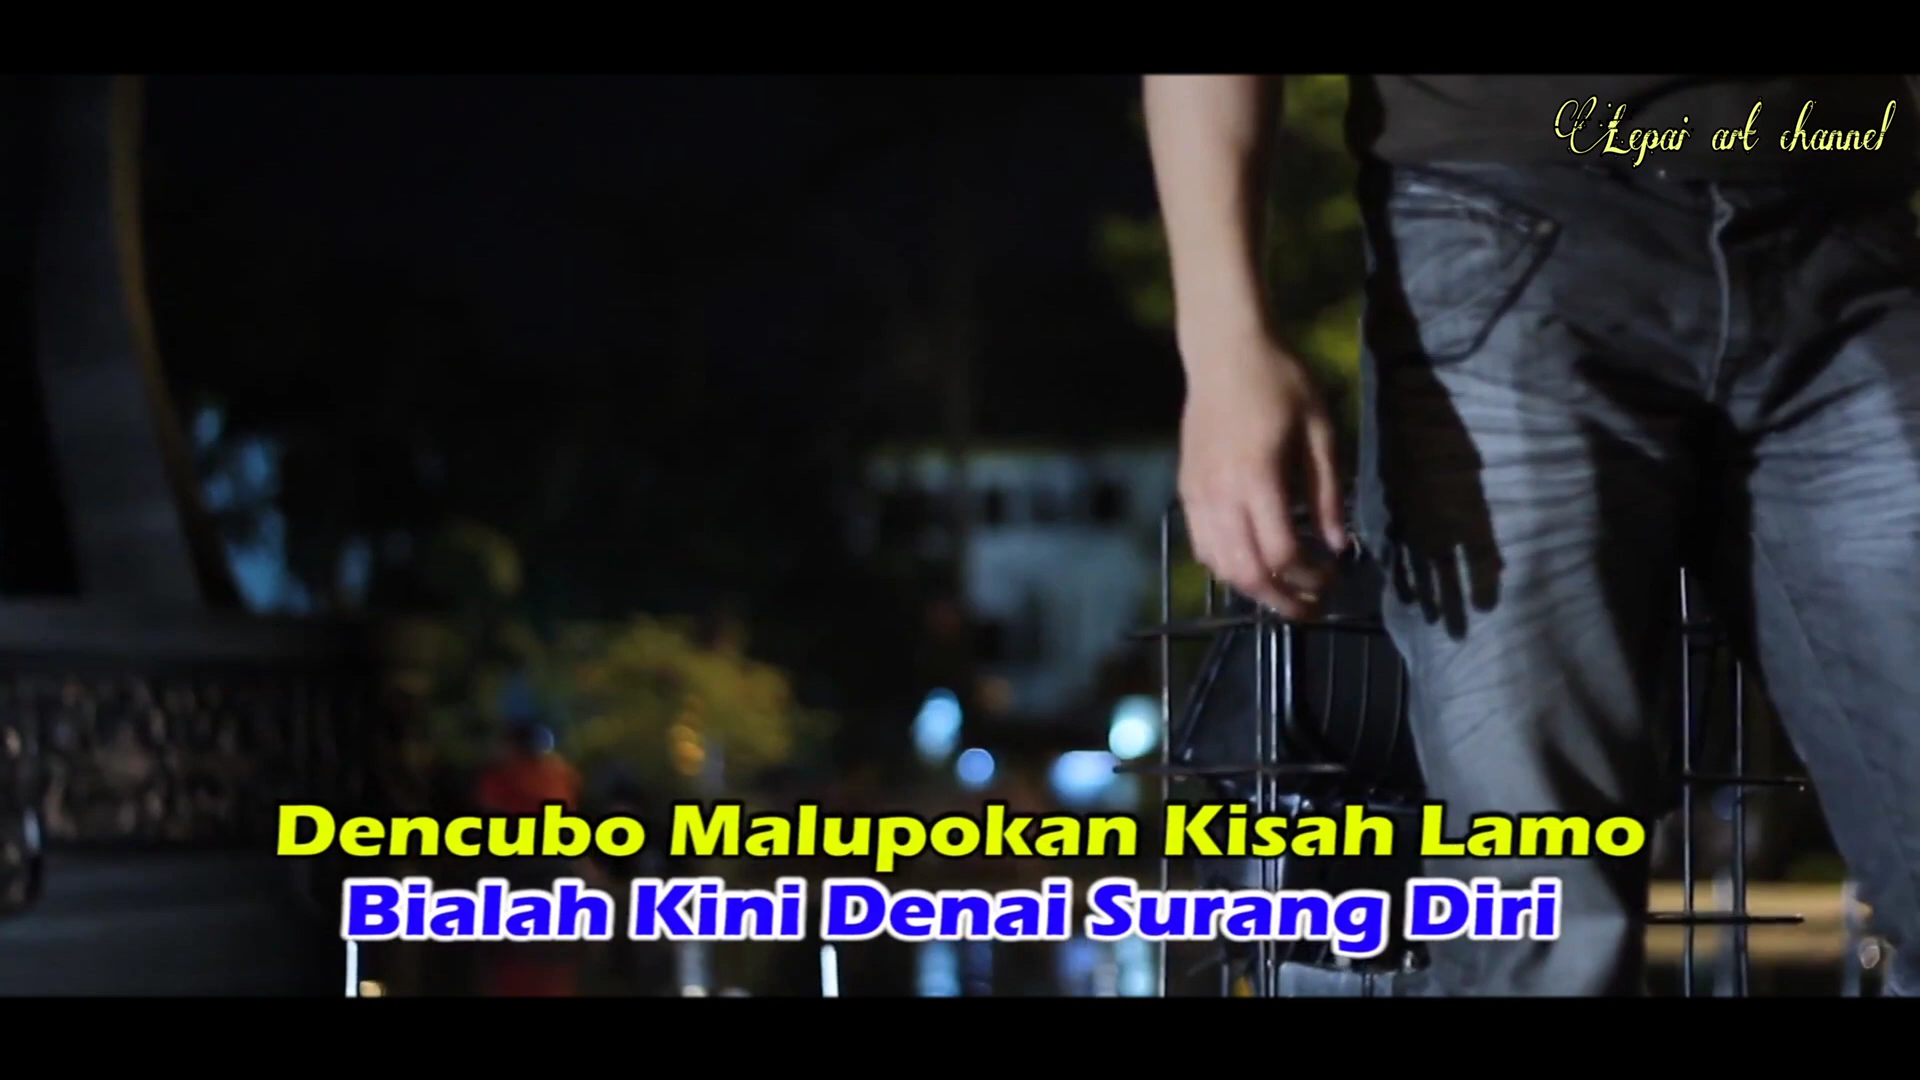 Lepai art channel
Dencubo Malupokan Kisah Lamo
Bialah Kini Denai Surang Diri